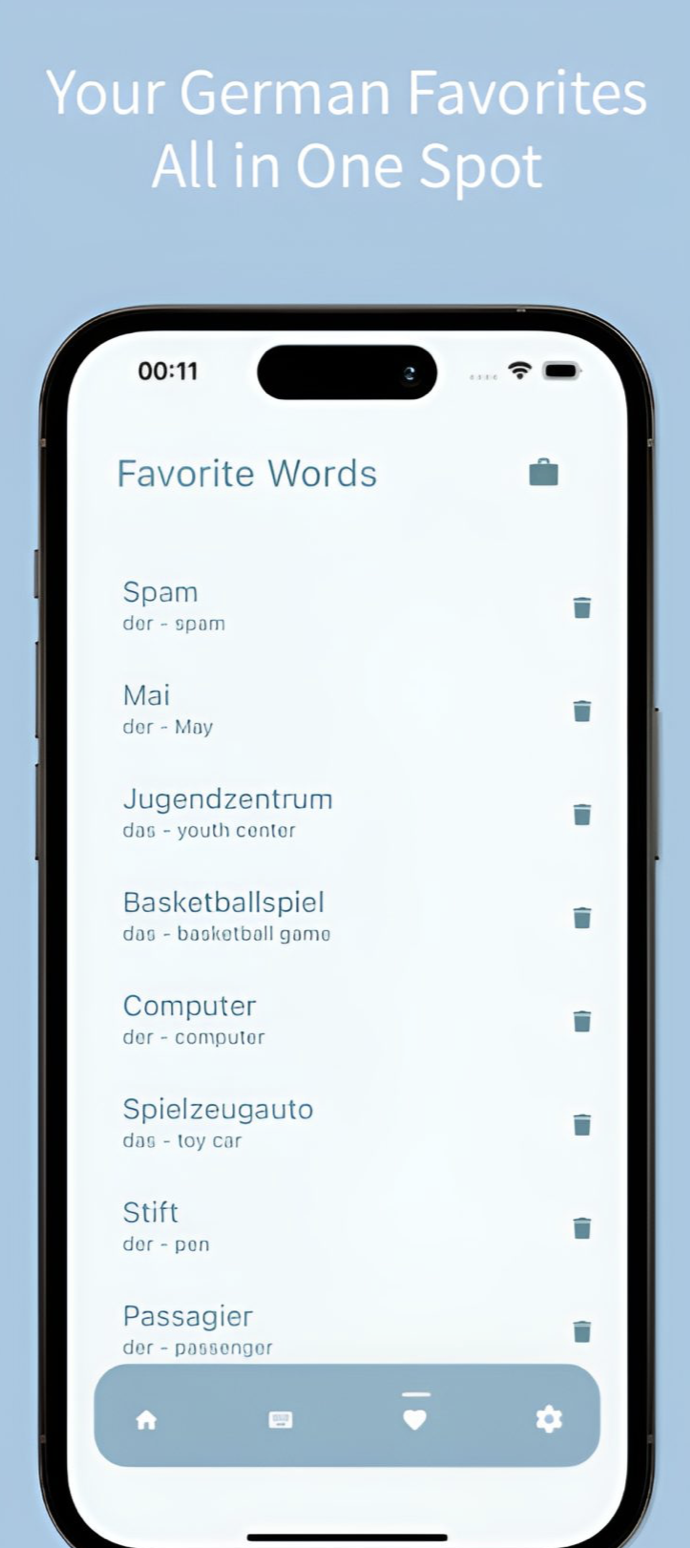 Your German Favorites
All in One Spot
00:11
Favorite Words
Spam
der - spam
Mai
der - May
Jugendzentrum
das - youth center
Basketballspiel
das - basketball game
Computer
der - computer
Spielzeugauto
das - toy car
Stift
der - pen
Passagier
der - passenger